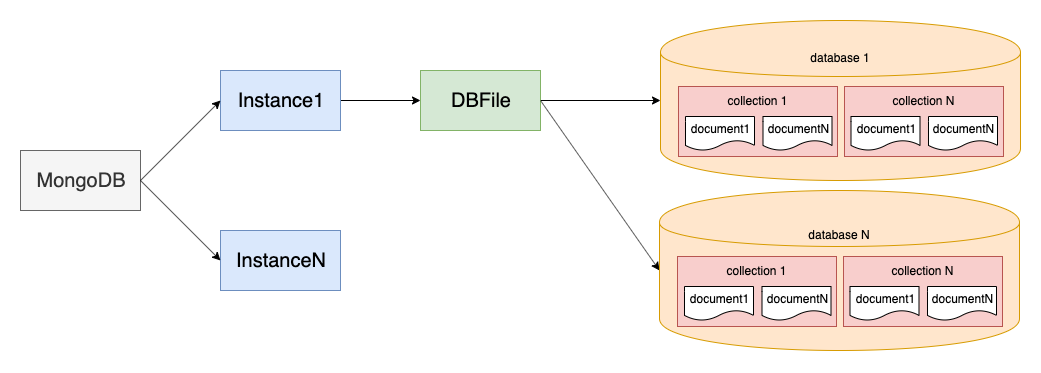 MongoDB
Instance1
InstanceN
DBFile
database 1
collection 1
document1 documentN
collection N
document1 documentN
database N
collection 1
document1 documentN
collection N
document1 documentN